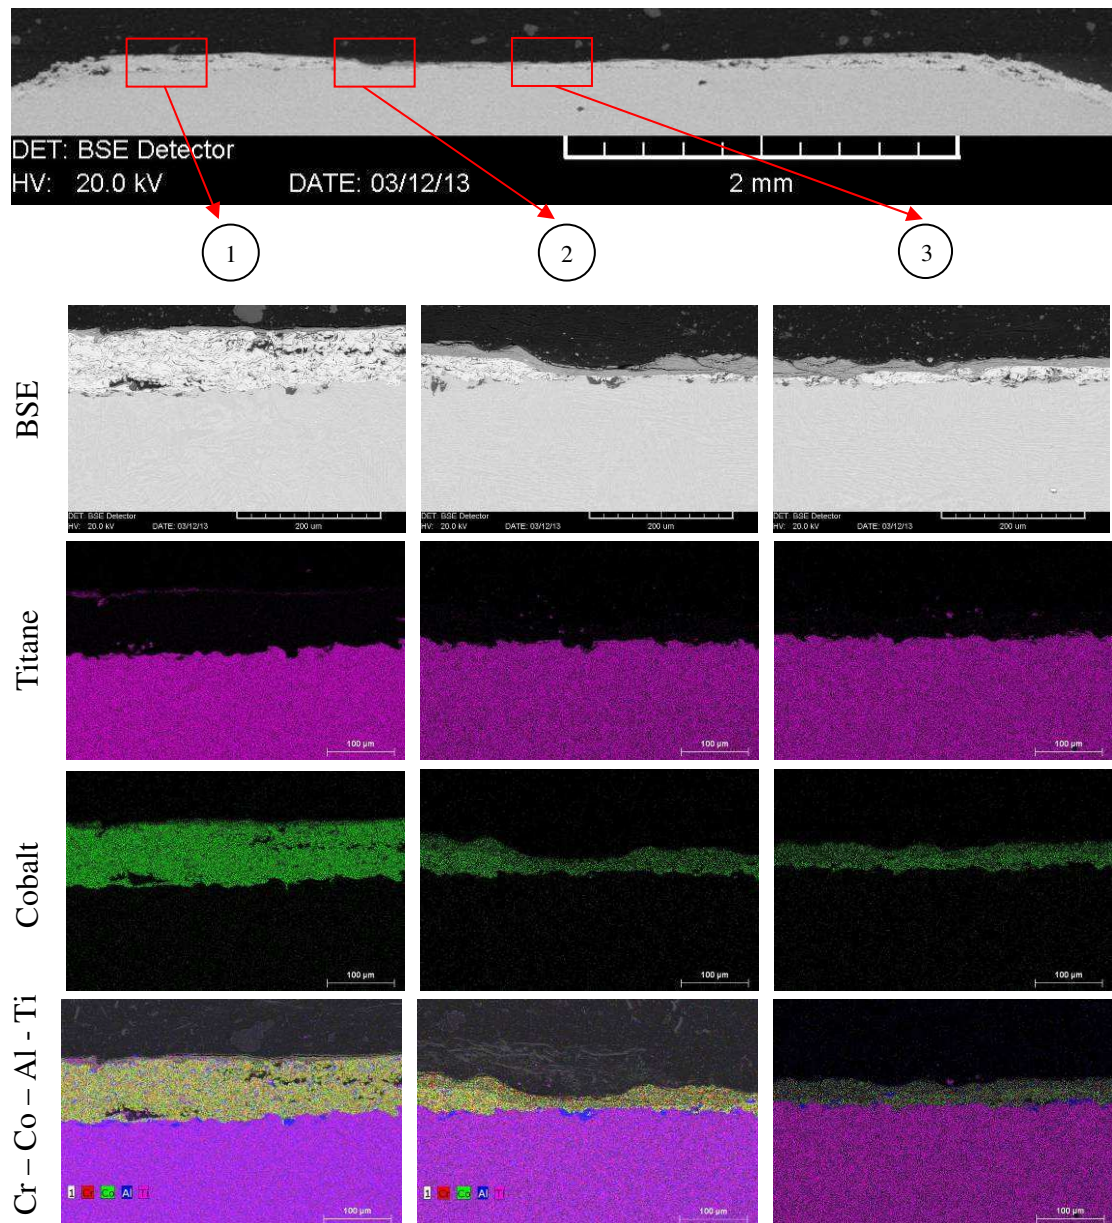 DET: BSE Detector
HV: 20.0 kV DATE: 03/12/13 2 mm
1 2 3
BSE
DET: BSE Detector
HV: 20.0 kV DATE: 03/12/13 200 um
DET: BSE Detector
HV: 20.0 kV DATE: 03/12/13 200 um
DET: BSE Detector
HV: 20.0 kV DATE: 03/12/13 200 um
Titane
100 µm
100 µm
100 µm
Cobalt
100 µm
100 µm
100 µm
Cr – Co – Al - Ti
1 Cr Co Al Ti
100 µm
1 Cr Co Al Ti
100 µm
100 µm